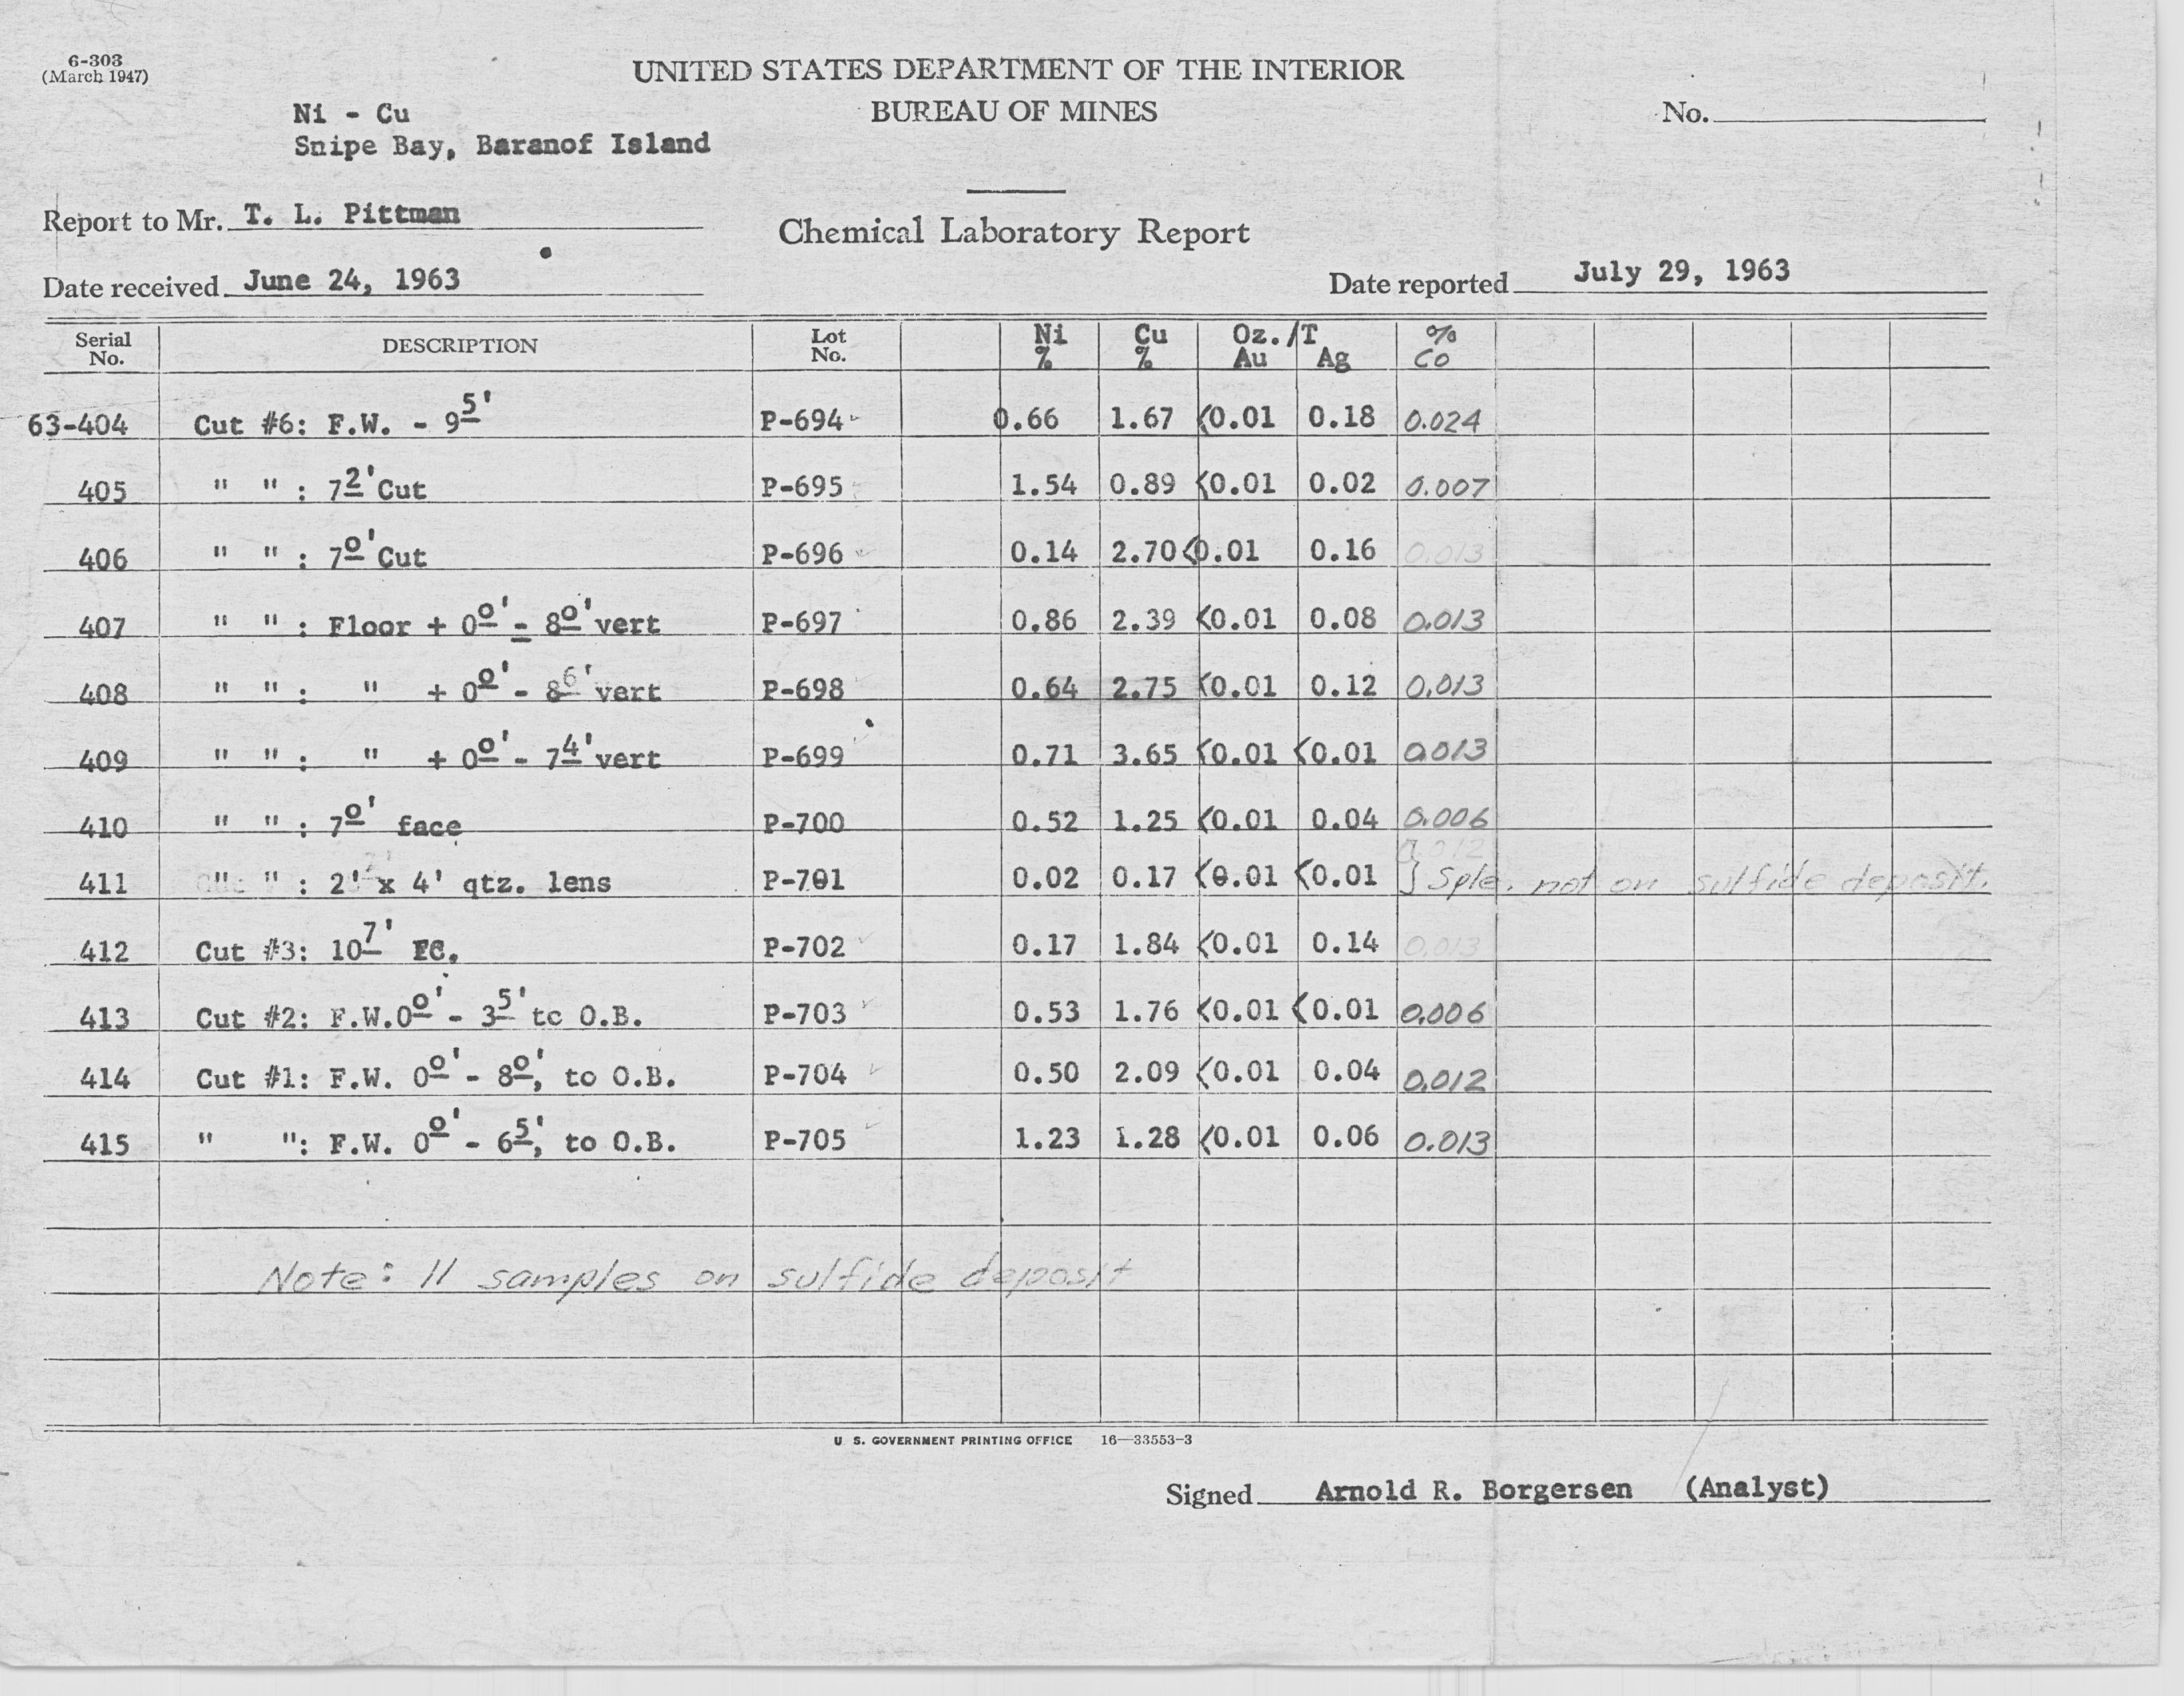 6-303
(March 1947)
UNITED STATES DEPARTMENT OF THE INTERIOR
BUREAU OF MINES
No.
Ni - Cu
Snipe Bay, Baranof Island
Report to Mr. T. L. Pittman
Chemical Laboratory Report
Date received June 24, 1963
Date reported July 29, 1963
Serial No. DESCRIPTION Lot No. Ni % Cu % Oz./T Au Ag % Co
63-404 Cut #6: F.W. - 9 5' P-694 0.66 1.67 <0.01 0.18 0.024
405 " " : 7 2' Cut P-695 1.54 0.89 <0.01 0.02 0.007
406 " " : 7 0' Cut P-696 0.14 2.70 <0.01 0.16 0.013
407 " " : Floor + 0 0' - 8 0' vert P-697 0.86 2.39 <0.01 0.08 0.013
408 " " : " + 0 0' - 8 6' vert P-698 0.64 2.75 <0.01 0.12 0.013
409 " " : " + 0 0' - 7 4' vert P-699 0.71 3.65 <0.01 <0.01 0.013
410 " " : 7 0' face P-700 0.52 1.25 <0.01 0.04 0.006
411 " " : 2' x 4' qtz. lens P-701 0.02 0.17 <0.01 <0.01 } Sple. not on sulfide deposit.
412 Cut #3: 10 7' FC. P-702 0.17 1.84 <0.01 0.14 0.013
413 Cut #2: F.W. 0 0' - 3 5' to O.B. P-703 0.53 1.76 <0.01 <0.01 0.006
414 Cut #1: F.W. 0 0' - 8 0', to O.B. P-704 0.50 2.09 <0.01 0.04 0.012
415 " ": F.W. 0 0' - 6 5', to O.B. P-705 1.23 1.28 <0.01 0.06 0.013
Note: 11 samples on sulfide deposit
U. S. GOVERNMENT PRINTING OFFICE 16—33553-3
Signed Arnold R. Borgersen (Analyst)